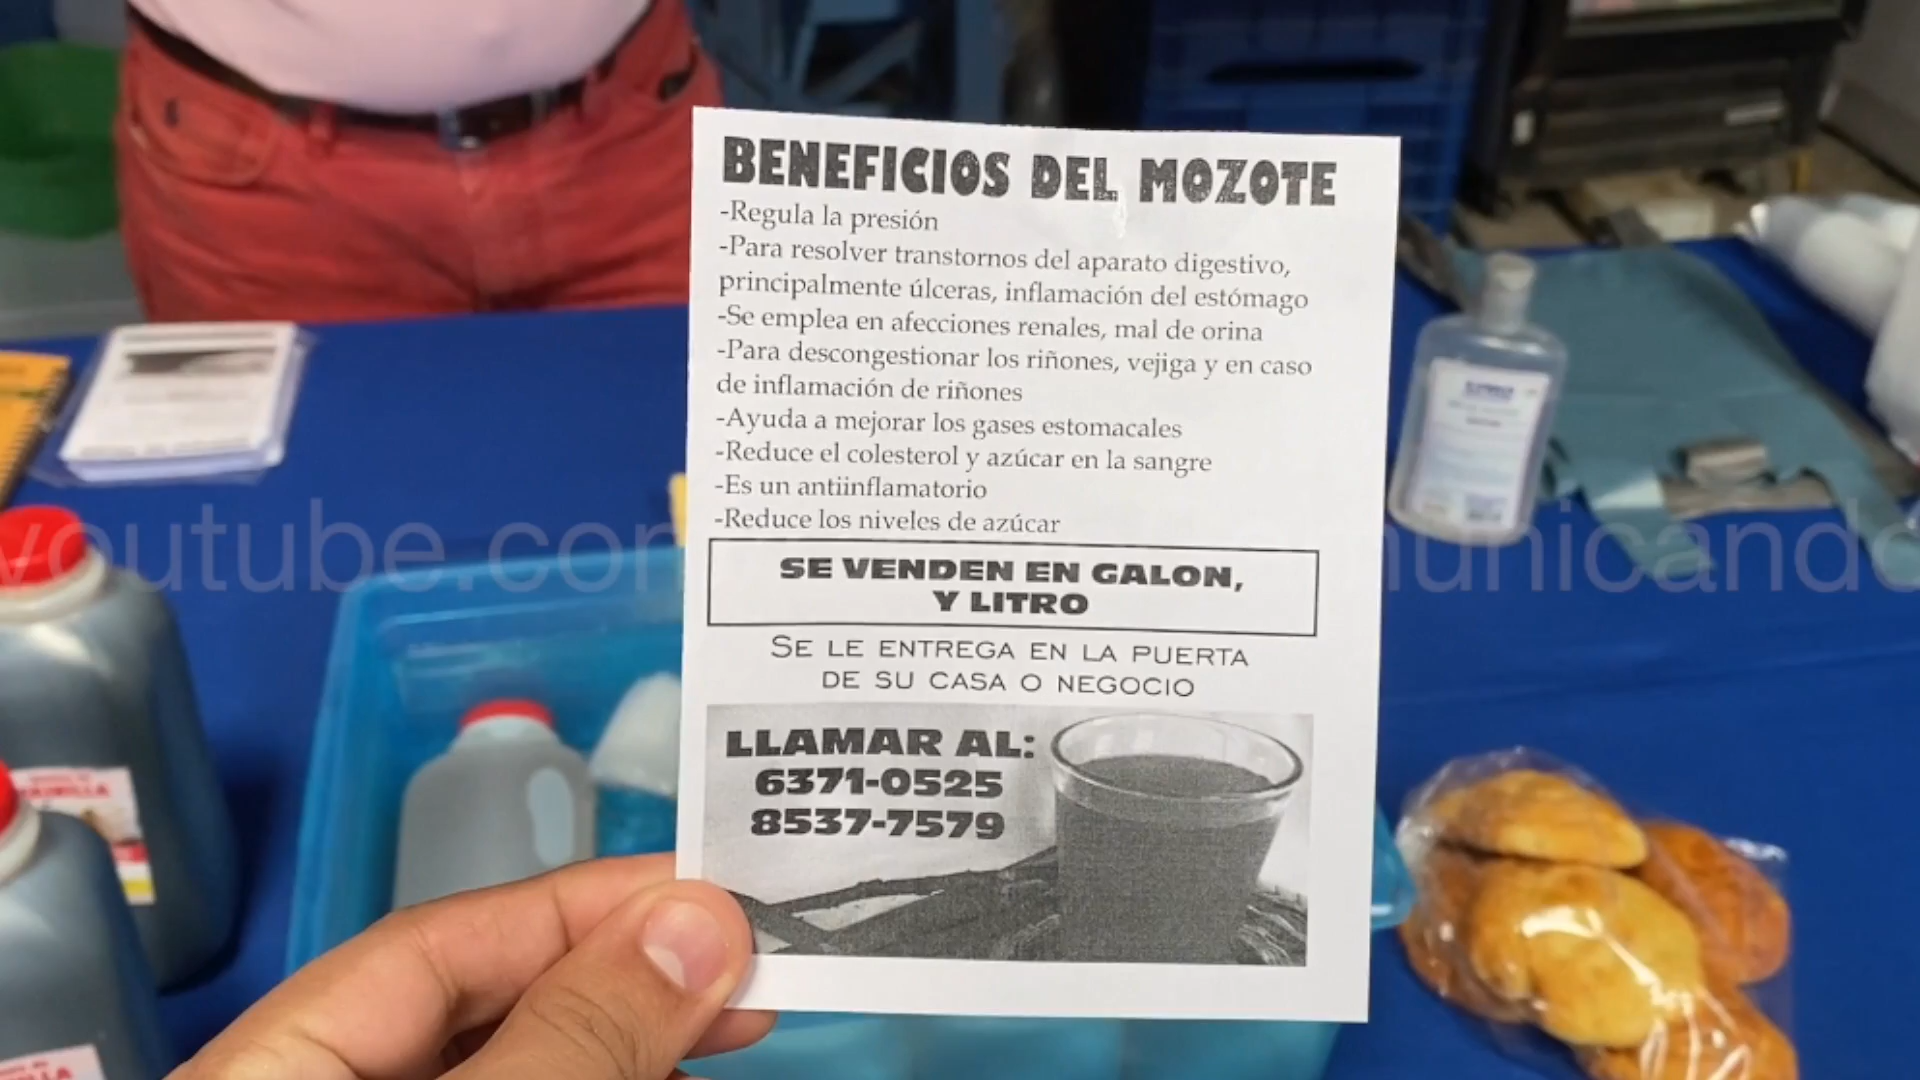 BENEFICIOS DEL MOZOTE
-Regula la presión
-Para resolver transtornos del aparato digestivo,
principalmente úlceras, inflamación del estómago
-Se emplea en afecciones renales, mal de orina
-Para descongestionar los riñones, vejiga y en caso
de inflamación de riñones
-Ayuda a mejorar los gases estomacales
-Reduce el colesterol y azúcar en la sangre
-Es un antiinflamatorio
-Reduce los niveles de azúcar
SE VENDEN EN GALON,
Y LITRO
SE LE ENTREGA EN LA PUERTA
DE SU CASA O NEGOCIO
LLAMAR AL:
6371-0525
8537-7579